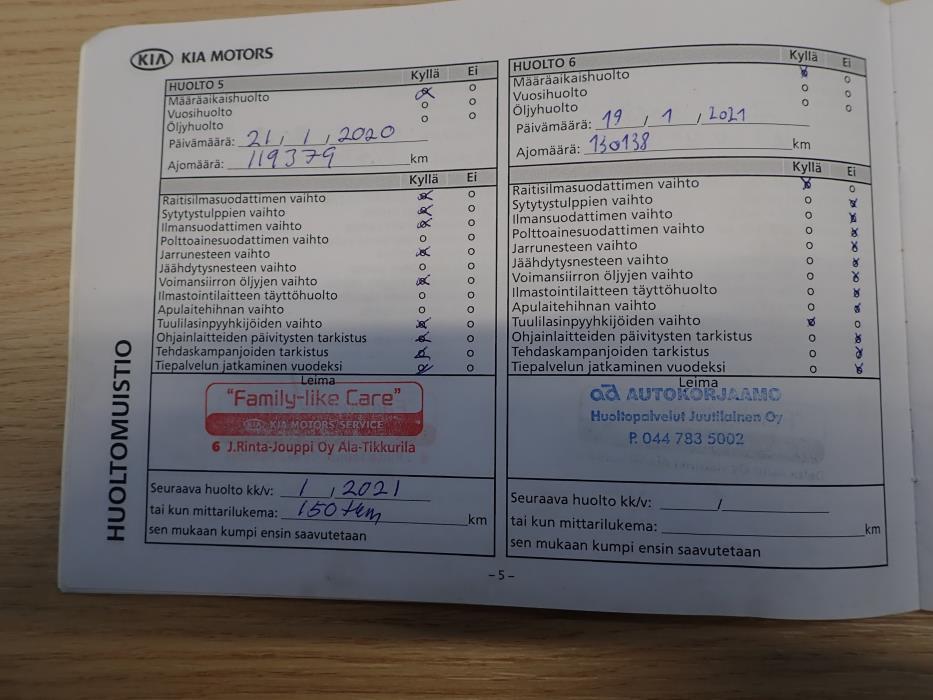 KIA KIA MOTORS
HUOLTOMUISTIO
HUOLTO 5 Kyllä Ei
Määräaikaishuolto
Vuosihuolto
Öljyhuolto
Päivämäärä: 21 / 1 / 2020
Ajomäärä: 119379 km
Kyllä Ei
Raitisilmasuodattimen vaihto
Sytytystulppien vaihto
Ilmansuodattimen vaihto
Polttoainesuodattimen vaihto
Jarrunesteen vaihto
Jäähdytysnesteen vaihto
Voimansiirron öljyjen vaihto
Ilmastointilaitteen täyttöhuolto
Apulaitehihnan vaihto
Tuulilasinpyyhkijöiden vaihto
Ohjainlaitteiden päivitysten tarkistus
Tehdaskampanjoiden tarkistus
Tiepalvelun jatkaminen vuodeksi
Leima
"Family-like Care"
KIA KIA MOTORS SERVICE
6 J.Rinta-Jouppi Oy Ala-Tikkurila
Seuraava huolto kk/v: 1 / 2021
tai kun mittarilukema: 150 tkm km
sen mukaan kumpi ensin saavutetaan
HUOLTO 6 Kyllä Ei
Määräaikaishuolto
Vuosihuolto
Öljyhuolto
Päivämäärä: 19 / 1 / 2021
Ajomäärä: 130138 km
Kyllä Ei
Raitisilmasuodattimen vaihto
Sytytystulppien vaihto
Ilmansuodattimen vaihto
Polttoainesuodattimen vaihto
Jarrunesteen vaihto
Jäähdytysnesteen vaihto
Voimansiirron öljyjen vaihto
Ilmastointilaitteen täyttöhuolto
Apulaitehihnan vaihto
Tuulilasinpyyhkijöiden vaihto
Ohjainlaitteiden päivitysten tarkistus
Tehdaskampanjoiden tarkistus
Tiepalvelun jatkaminen vuodeksi
Leima
ad AUTOKORJAAMO
Huoltopalvelut Juutilainen Oy
P. 044 783 5002
Seuraava huolto kk/v: /
tai kun mittarilukema: km
sen mukaan kumpi ensin saavutetaan
- 5 -